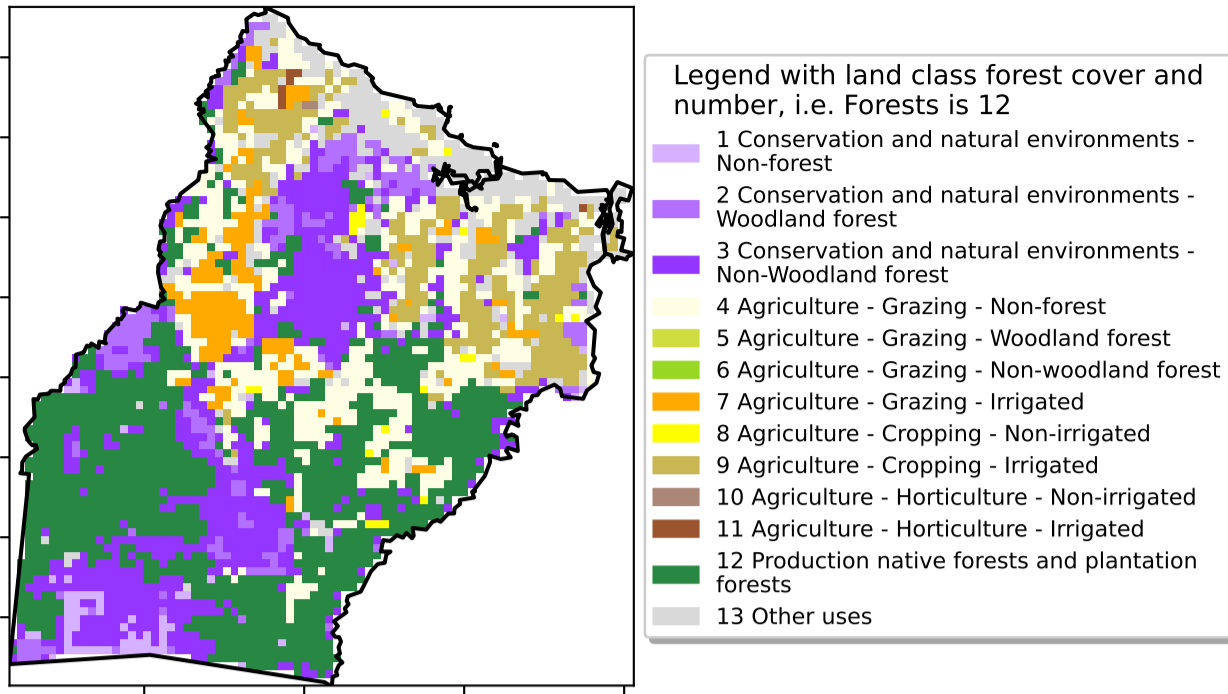 Legend with land class forest cover and
number, i.e. Forests is 12
1 Conservation and natural environments -
Non-forest
2 Conservation and natural environments -
Woodland forest
3 Conservation and natural environments -
Non-Woodland forest
4 Agriculture - Grazing - Non-forest
5 Agriculture - Grazing - Woodland forest
6 Agriculture - Grazing - Non-woodland forest
7 Agriculture - Grazing - Irrigated
8 Agriculture - Cropping - Non-irrigated
9 Agriculture - Cropping - Irrigated
10 Agriculture - Horticulture - Non-irrigated
11 Agriculture - Horticulture - Irrigated
12 Production native forests and plantation
forests
13 Other uses